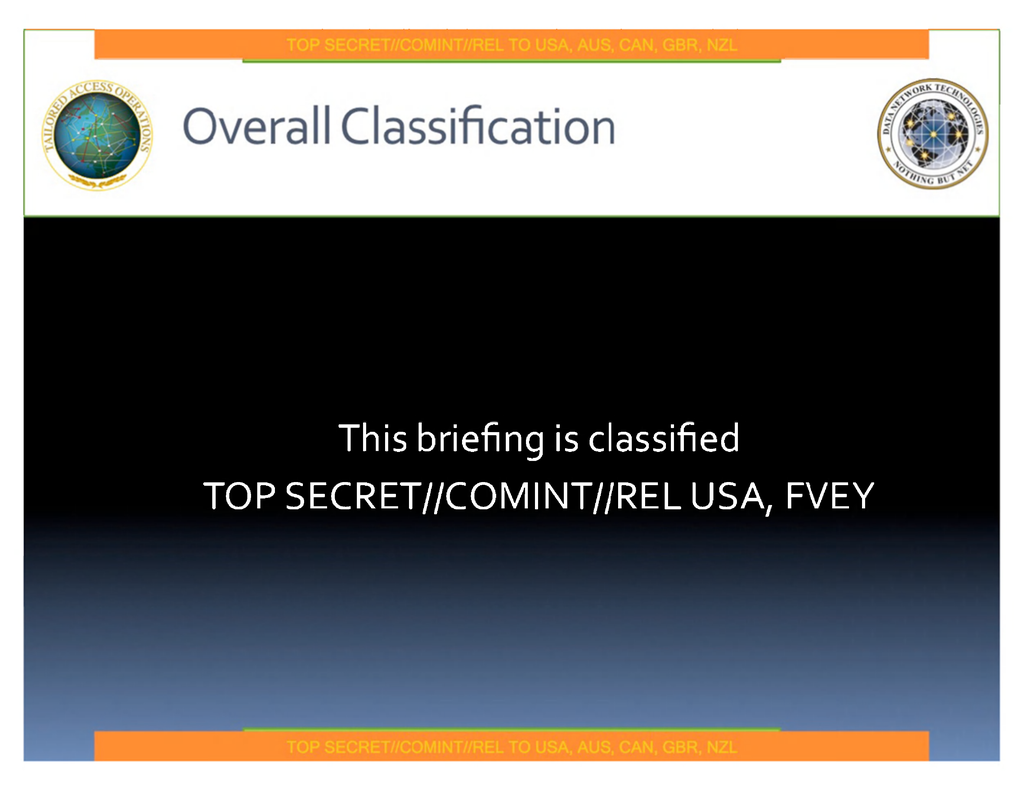 TOP SECRET//COMINT//REL TO USA, AUS, CAN, GBR, NZL
TAILORED ACCESS OPERATIONS
Overall Classification
DATA NETWORK TECHNOLOGIES
NOTHING BUT NET
This briefing is classified
TOP SECRET//COMINT//REL USA, FVEY
TOP SECRET//COMINT//REL TO USA, AUS, CAN, GBR, NZL